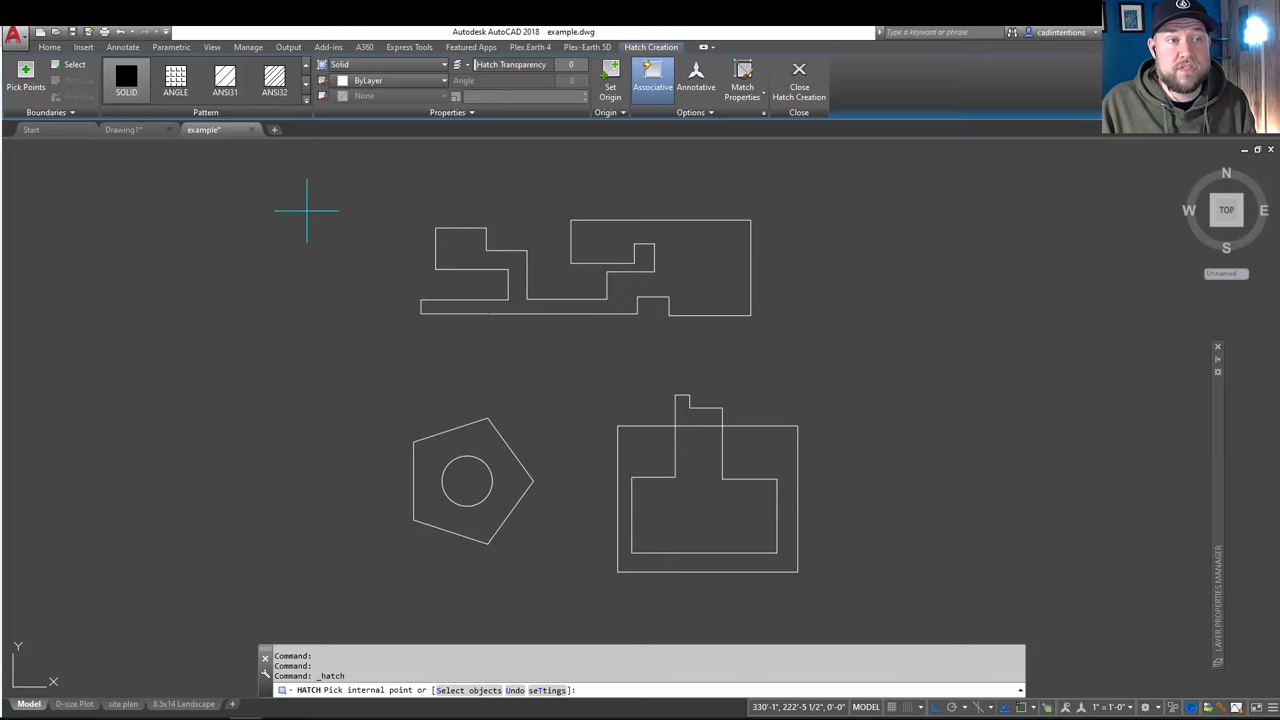 Autodesk AutoCAD 2018 example.dwg
Type a keyword or phrase
cadintentions
Home Insert Annotate Parametric View Manage Output Add-ins A360 Express Tools Featured Apps Plex.Earth 4 Plex-Earth 5D Hatch Creation
Pick Points
Select
SOLID
ANGLE
ANSI31
ANSI32
Solid
Hatch Transparency 0
ByLayer
Angle 0
None
Set Origin
Associative
Annotative
Match Properties
Close Hatch Creation
Boundaries Pattern Properties Origin Options Close
Start Drawing1* example*
N
W TOP E
S
Unnamed
LAYER PROPERTIES MANAGER
Y
X
Command:
Command:
Command: _hatch
HATCH Pick internal point or [Select objects Undo seTtings]:
Model D-size Plot site plan 8.5x14 Landscape +
330'-1", 222'-5 1/2", 0'-0" MODEL 1" = 1'-0"